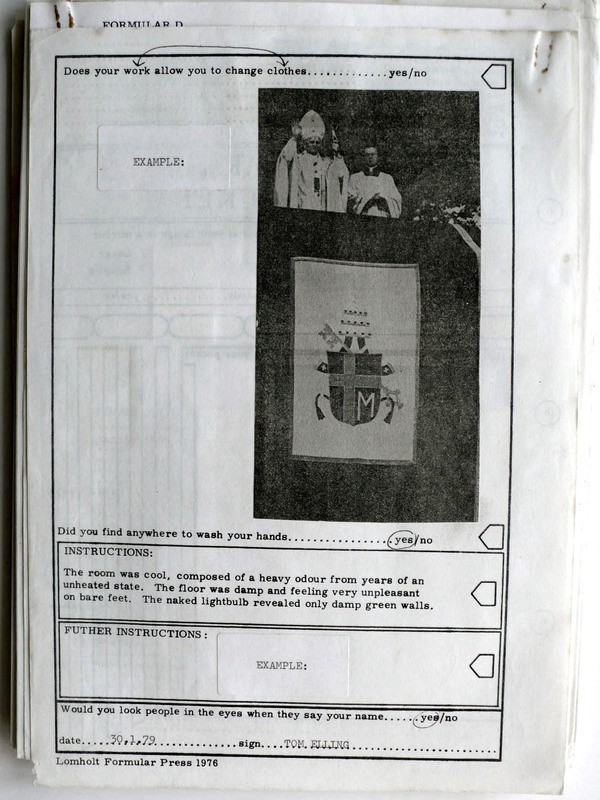 FORMULAR D
Does your work allow you to change clothes.............yes/no
EXAMPLE:
M
Did you find anywhere to wash your hands................yes/no
INSTRUCTIONS:
The room was cool, composed of a heavy odour from years of an
unheated state. The floor was damp and feeling very unpleasant
on bare feet. The naked lightbulb revealed only damp green walls.
FUTHER INSTRUCTIONS:
EXAMPLE:
Would you look people in the eyes when they say your name......yes/no
date.....30.1.79..............sign....TOM ELLING.......................
Lomholt Formular Press 1976